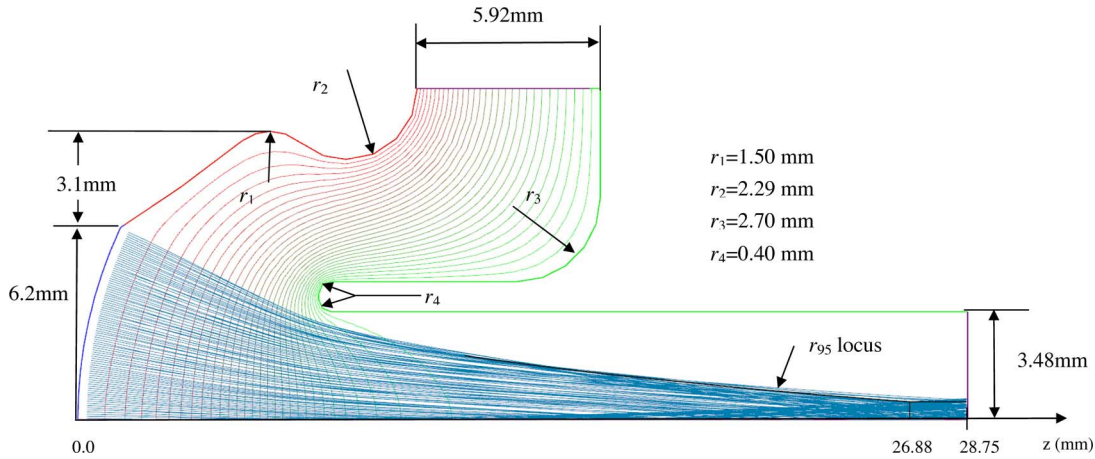 5.92mm
r2
3.1mm
r1
r3
r1=1.50 mm
r2=2.29 mm
r3=2.70 mm
r4=0.40 mm
6.2mm
r4
r95 locus
3.48mm
0.0
26.88
28.75
z (mm)